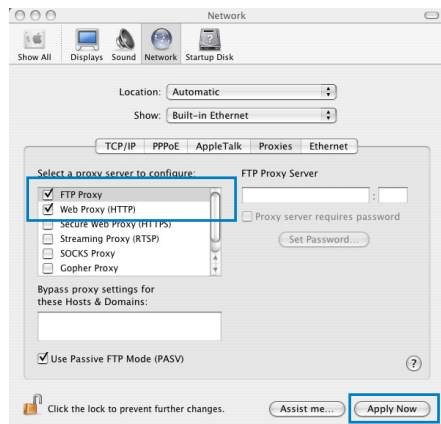 Network
Show All Displays Sound Network Startup Disk
Location: Automatic
Show: Built-in Ethernet
TCP/IP PPPoE AppleTalk Proxies Ethernet
Select a proxy server to configure: FTP Proxy Server
FTP Proxy :
Web Proxy (HTTP) Proxy server requires password
Secure Web Proxy (HTTPS)
Streaming Proxy (RTSP) Set Password...
SOCKS Proxy
Gopher Proxy
Bypass proxy settings for
these Hosts & Domains:
Use Passive FTP Mode (PASV) ?
Click the lock to prevent further changes. Assist me... Apply Now